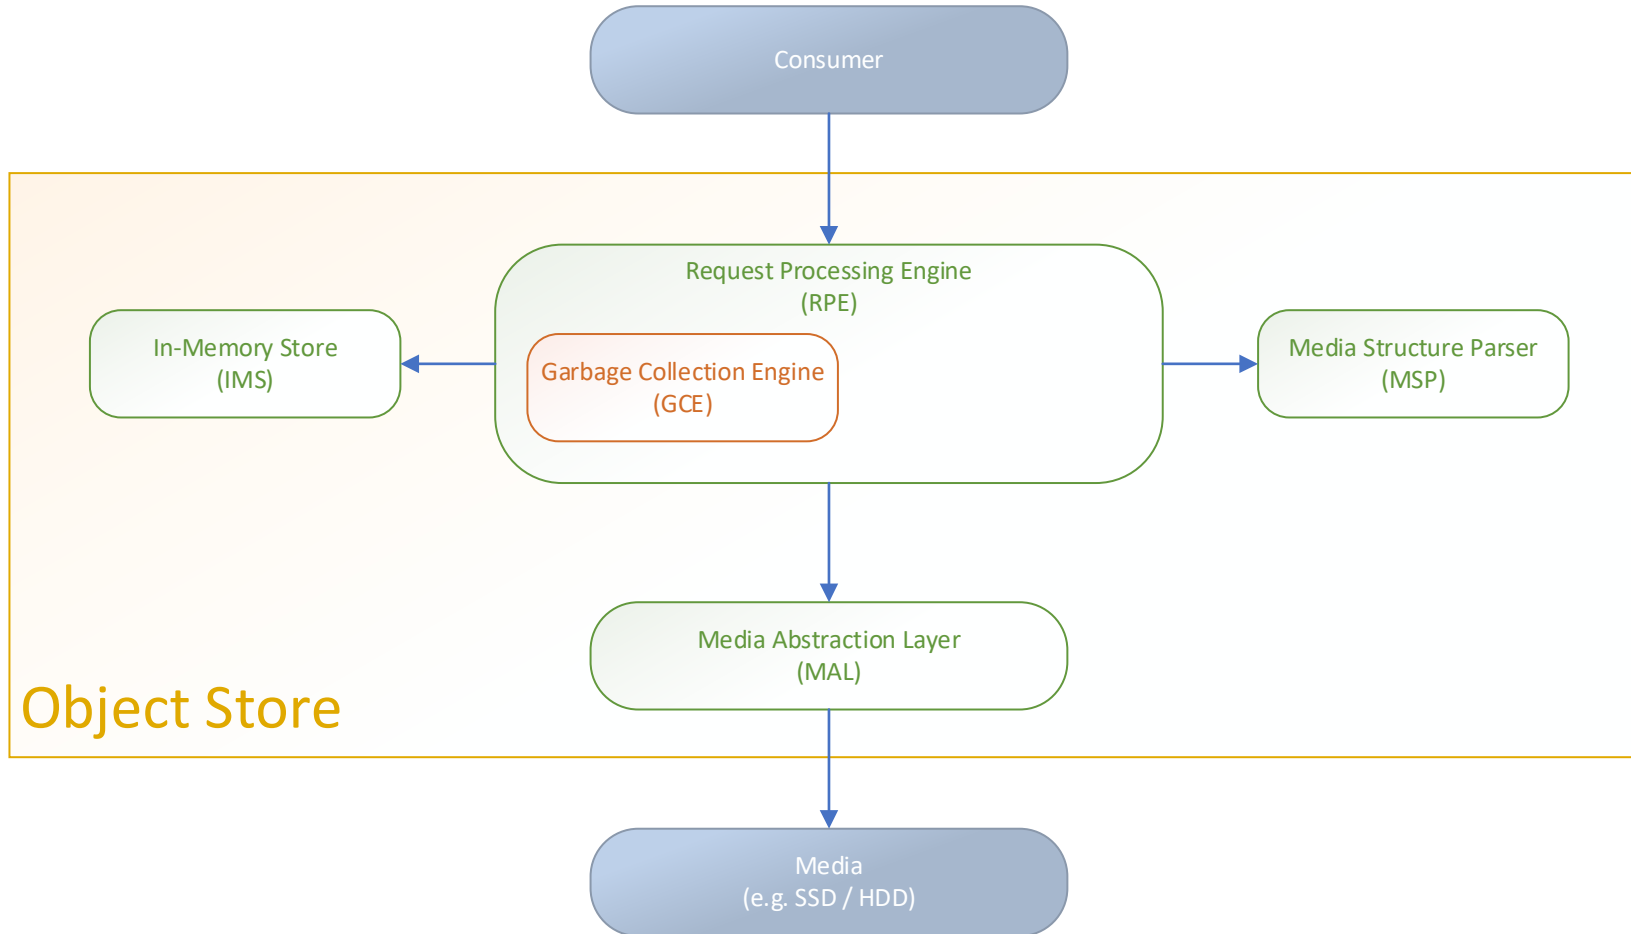 Consumer
Request Processing Engine
(RPE)
In-Memory Store
(IMS)
Garbage Collection Engine
(GCE)
Media Structure Parser
(MSP)
Media Abstraction Layer
(MAL)
Object Store
Media
(e.g. SSD / HDD)